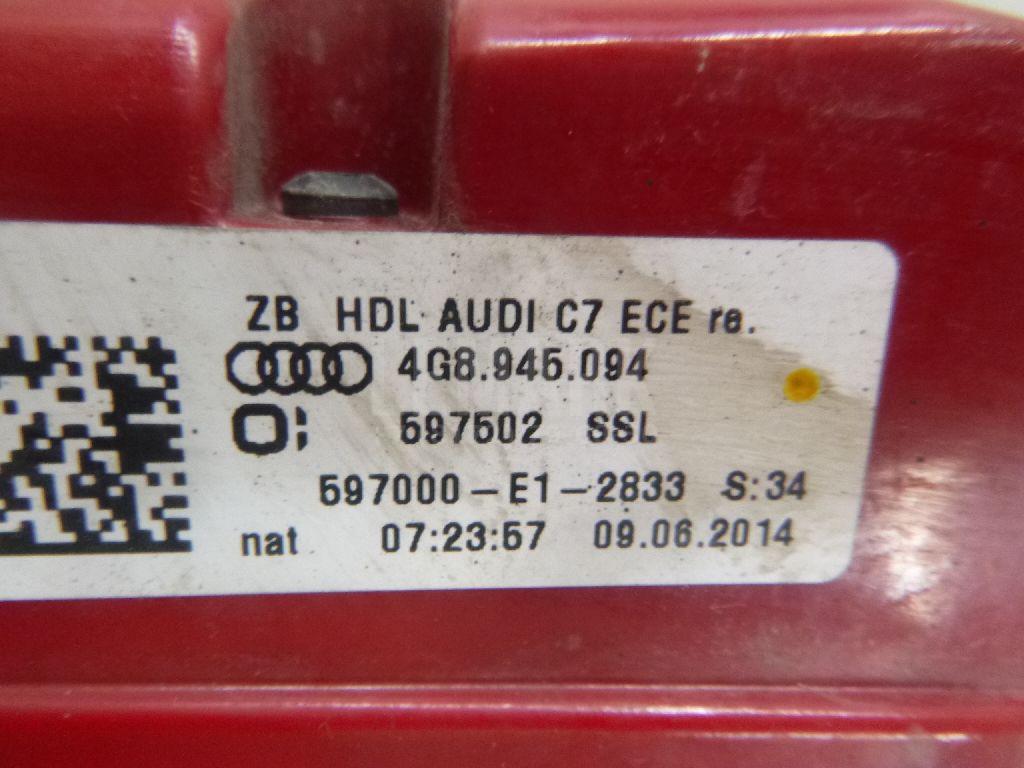 ZB HDL AUDI C7 ECE re.
4G8.945.094
597502 SSL
597000-E1-2833 S:34
nat 07:23:57 09.06.2014